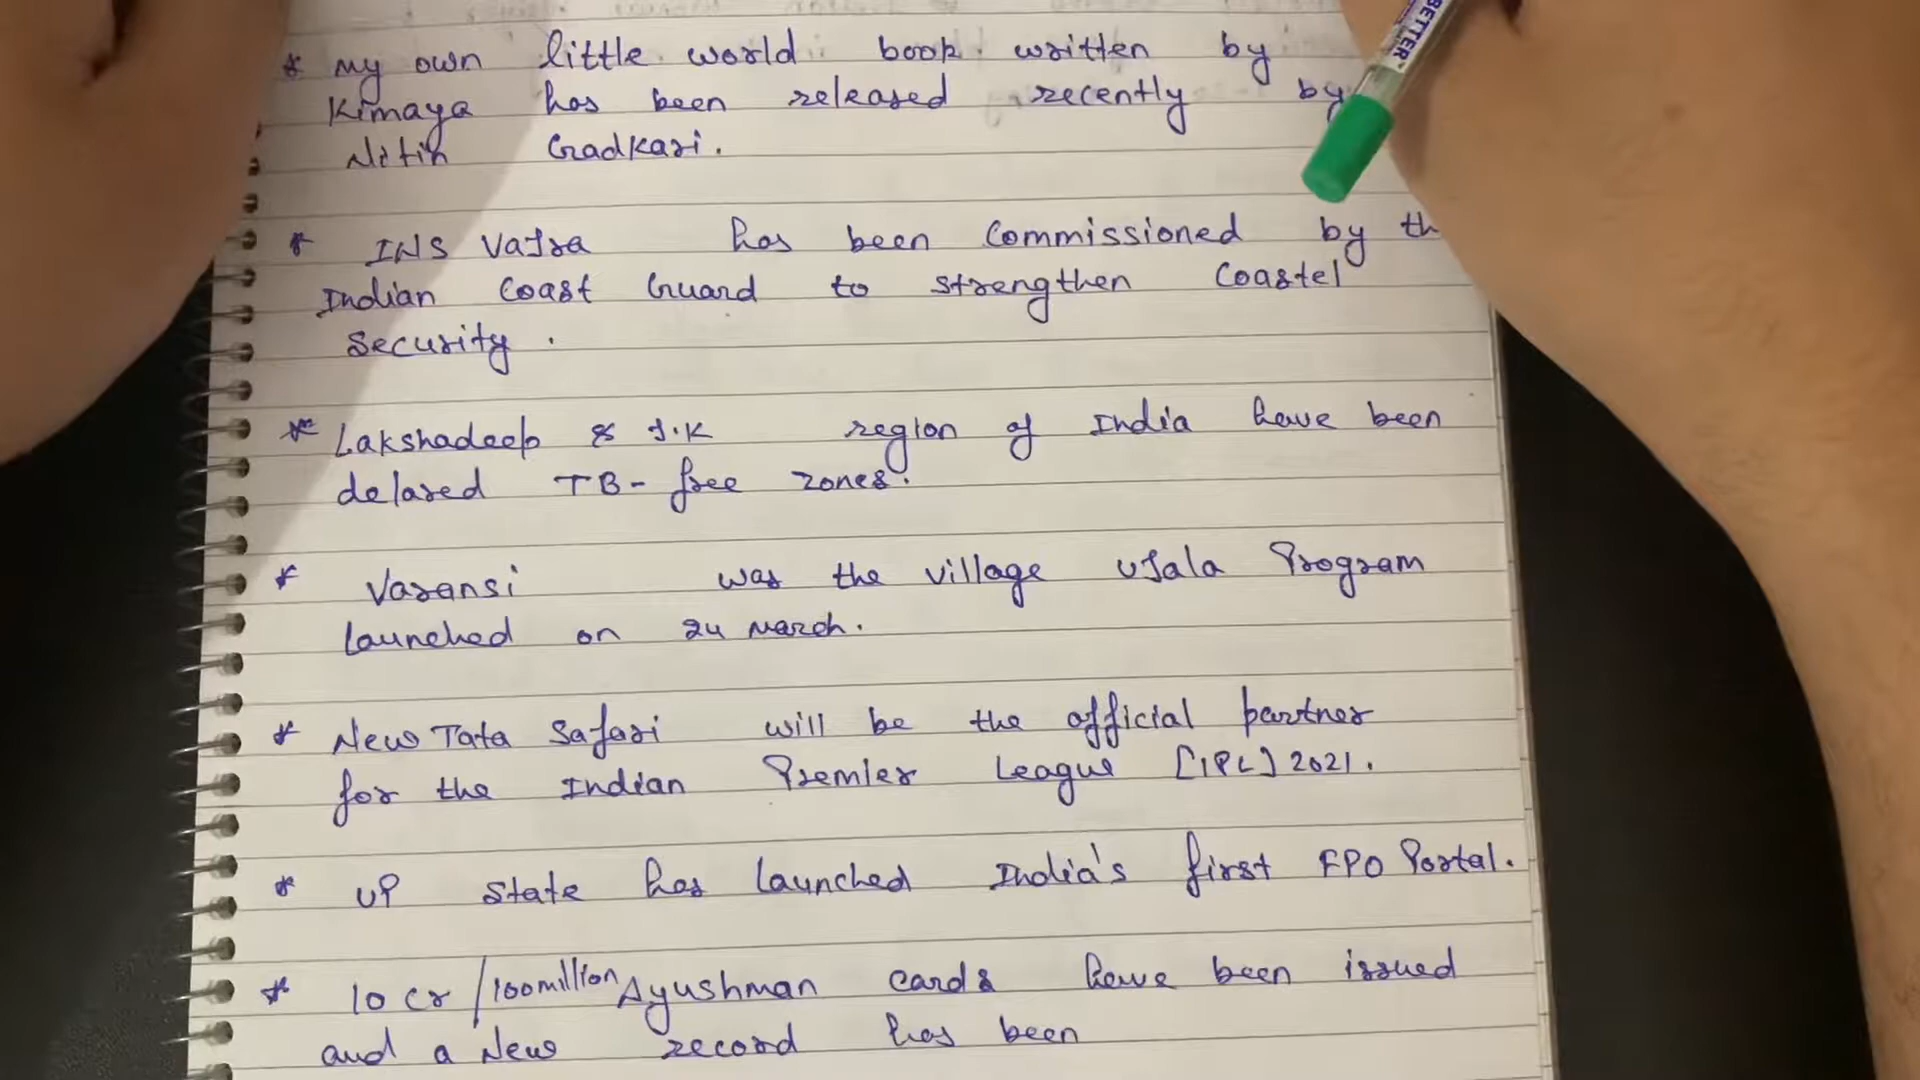 * My own little world book written by
Kimaya has been released recently by
Nitin Gadkari.
* INS Vajra has been Commissioned by th
Indian Coast Guard to strengthen Coastel
Security.
* Lakshadeep & J.K region of India have been
delared TB-free zones.
* Varansi was the village UJala Program
launched on 24 March.
* New Tata Safari will be the official partner
for the Indian Premier League [IPL] 2021.
* UP state has launched India's first FPO Portal.
* 10 cr/100million Ayushman cards have been issued
and a New record has been
BETTER